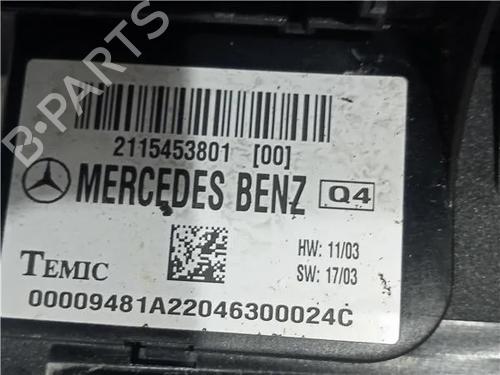 B-PARTS
2115453801 [00]
MERCEDES BENZ Q4
HW: 11/03
TEMIC
SW: 17/03
00009481A22046300024C